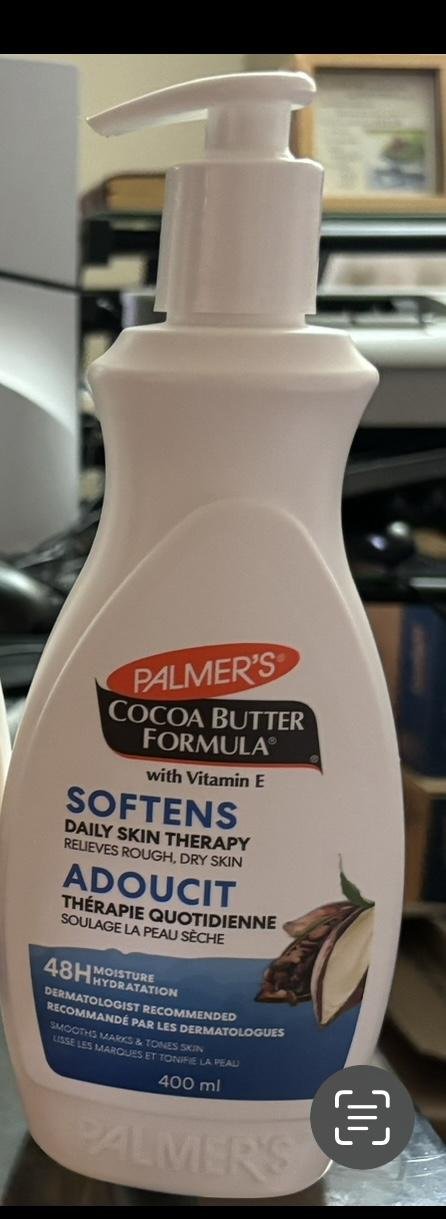 PALMER'S®
COCOA BUTTER
FORMULA®
with Vitamin E
SOFTENS
DAILY SKIN THERAPY
RELIEVES ROUGH, DRY SKIN
ADOUCIT
THÉRAPIE QUOTIDIENNE
SOULAGE LA PEAU SÈCHE
48H MOISTURE
HYDRATATION
DERMATOLOGIST RECOMMENDED
RECOMMANDÉ PAR LES DERMATOLOGUES
SMOOTHS MARKS & TONES SKIN
LISSE LES MARQUES ET TONIFIE LA PEAU
400 ml
PALMER'S